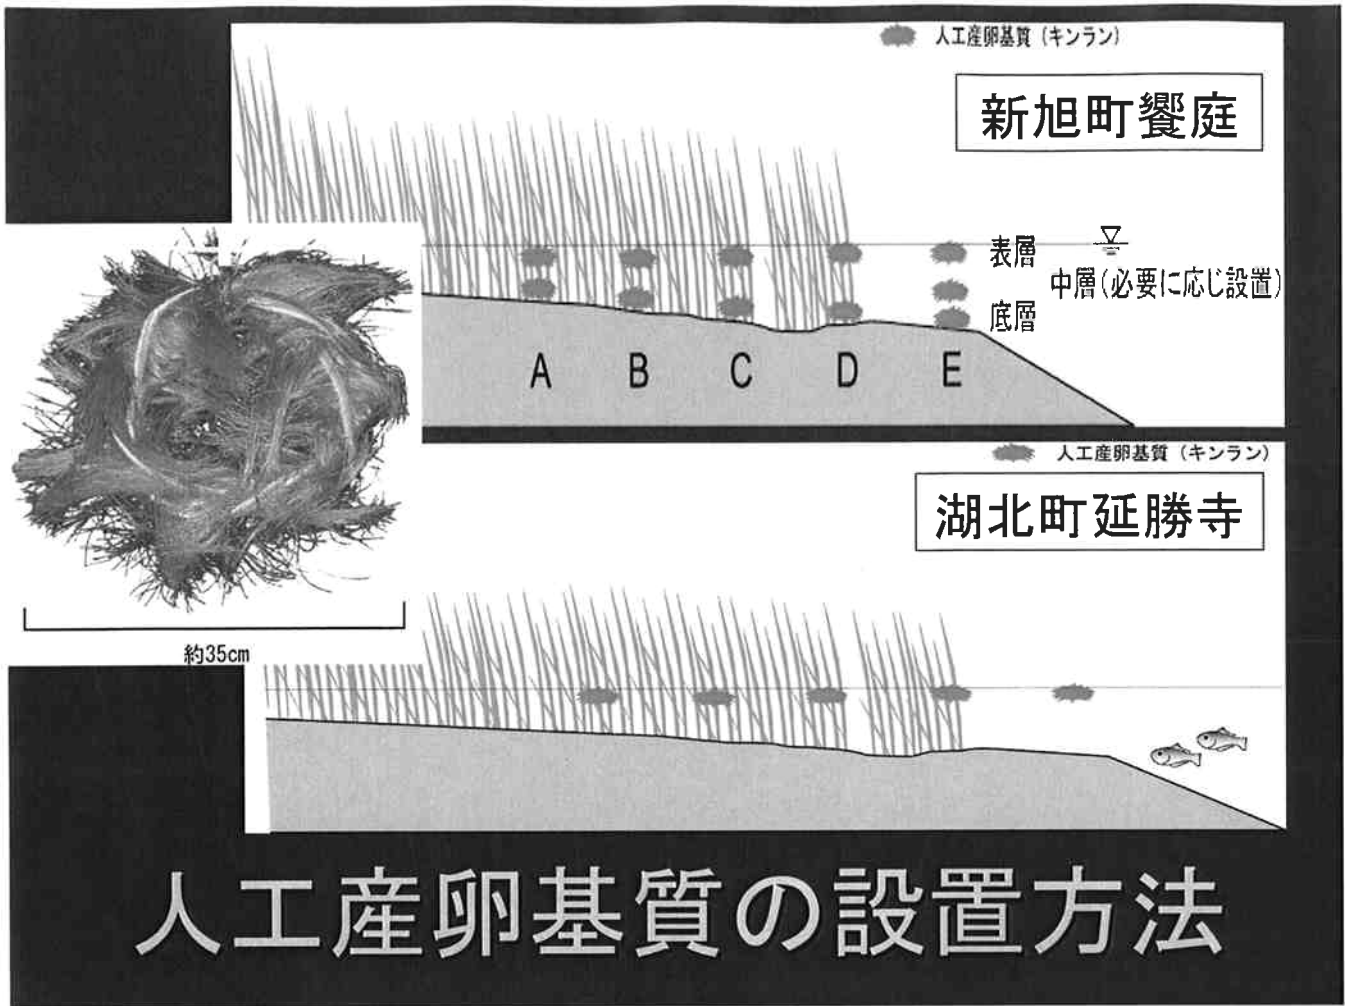 人工産卵基質（キンラン）
新旭町饗庭
表層
中層（必要に応じ設置）
底層
A B C D E
人工産卵基質（キンラン）
湖北町延勝寺
約35cm
人工産卵基質の設置方法